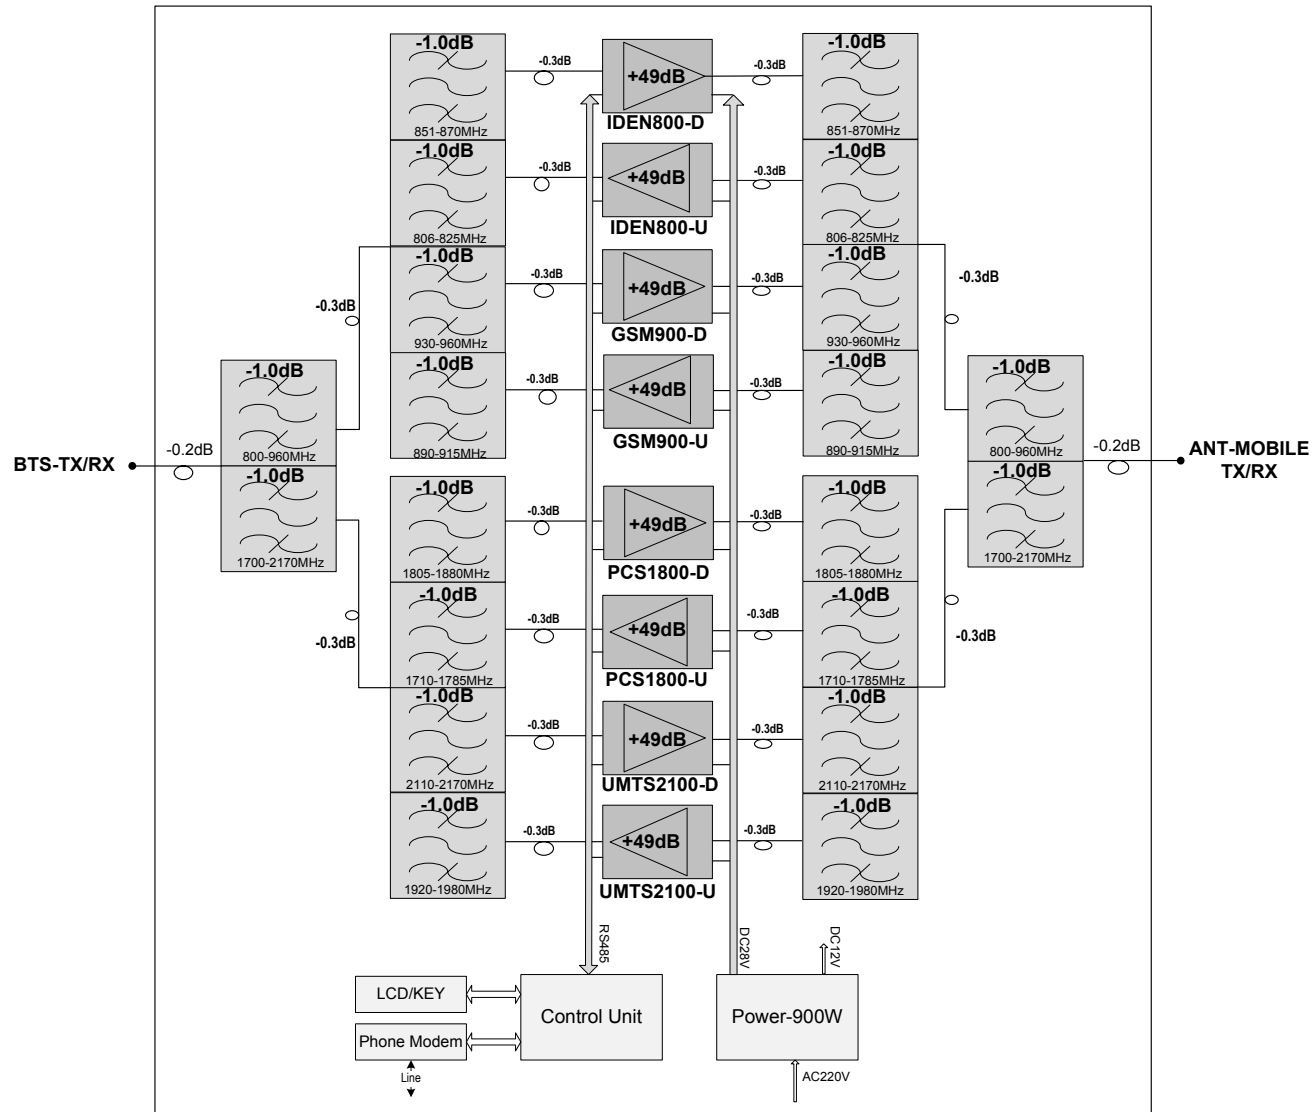 -1.0dB
851-870MHz
-0.3dB
+49dB
IDEN800-D
-0.3dB
-1.0dB
851-870MHz
-1.0dB
806-825MHz
-0.3dB
+49dB
IDEN800-U
-0.3dB
-1.0dB
806-825MHz
-1.0dB
930-960MHz
-0.3dB
+49dB
GSM900-D
-0.3dB
-1.0dB
930-960MHz
-1.0dB
890-915MHz
-0.3dB
+49dB
GSM900-U
-0.3dB
-1.0dB
890-915MHz
-0.3dB
-0.3dB
BTS-TX/RX
-0.2dB
-1.0dB
800-960MHz
-1.0dB
1700-2170MHz
-1.0dB
800-960MHz
-1.0dB
1700-2170MHz
-0.2dB
ANT-MOBILE
TX/RX
-0.3dB
-0.3dB
-1.0dB
1805-1880MHz
-0.3dB
+49dB
PCS1800-D
-0.3dB
-1.0dB
1805-1880MHz
-1.0dB
1710-1785MHz
-0.3dB
+49dB
PCS1800-U
-0.3dB
-1.0dB
1710-1785MHz
-1.0dB
2110-2170MHz
-0.3dB
+49dB
UMTS2100-D
-0.3dB
-1.0dB
2110-2170MHz
-1.0dB
1920-1980MHz
-0.3dB
+49dB
UMTS2100-U
-0.3dB
-1.0dB
1920-1980MHz
RS485
DC28V
DC12V
LCD/KEY
Phone Modem
Line
Control Unit
Power-900W
AC220V